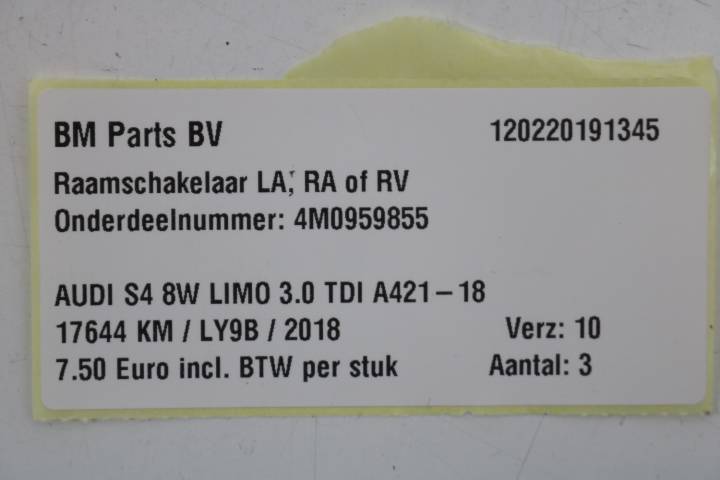 BM Parts BV 120220191345
Raamschakelaar LA, RA of RV
Onderdeelnummer: 4M0959855
AUDI S4 8W LIMO 3.0 TDI A421-18
17644 KM / LY9B / 2018 Verz: 10
7.50 Euro incl. BTW per stuk Aantal: 3